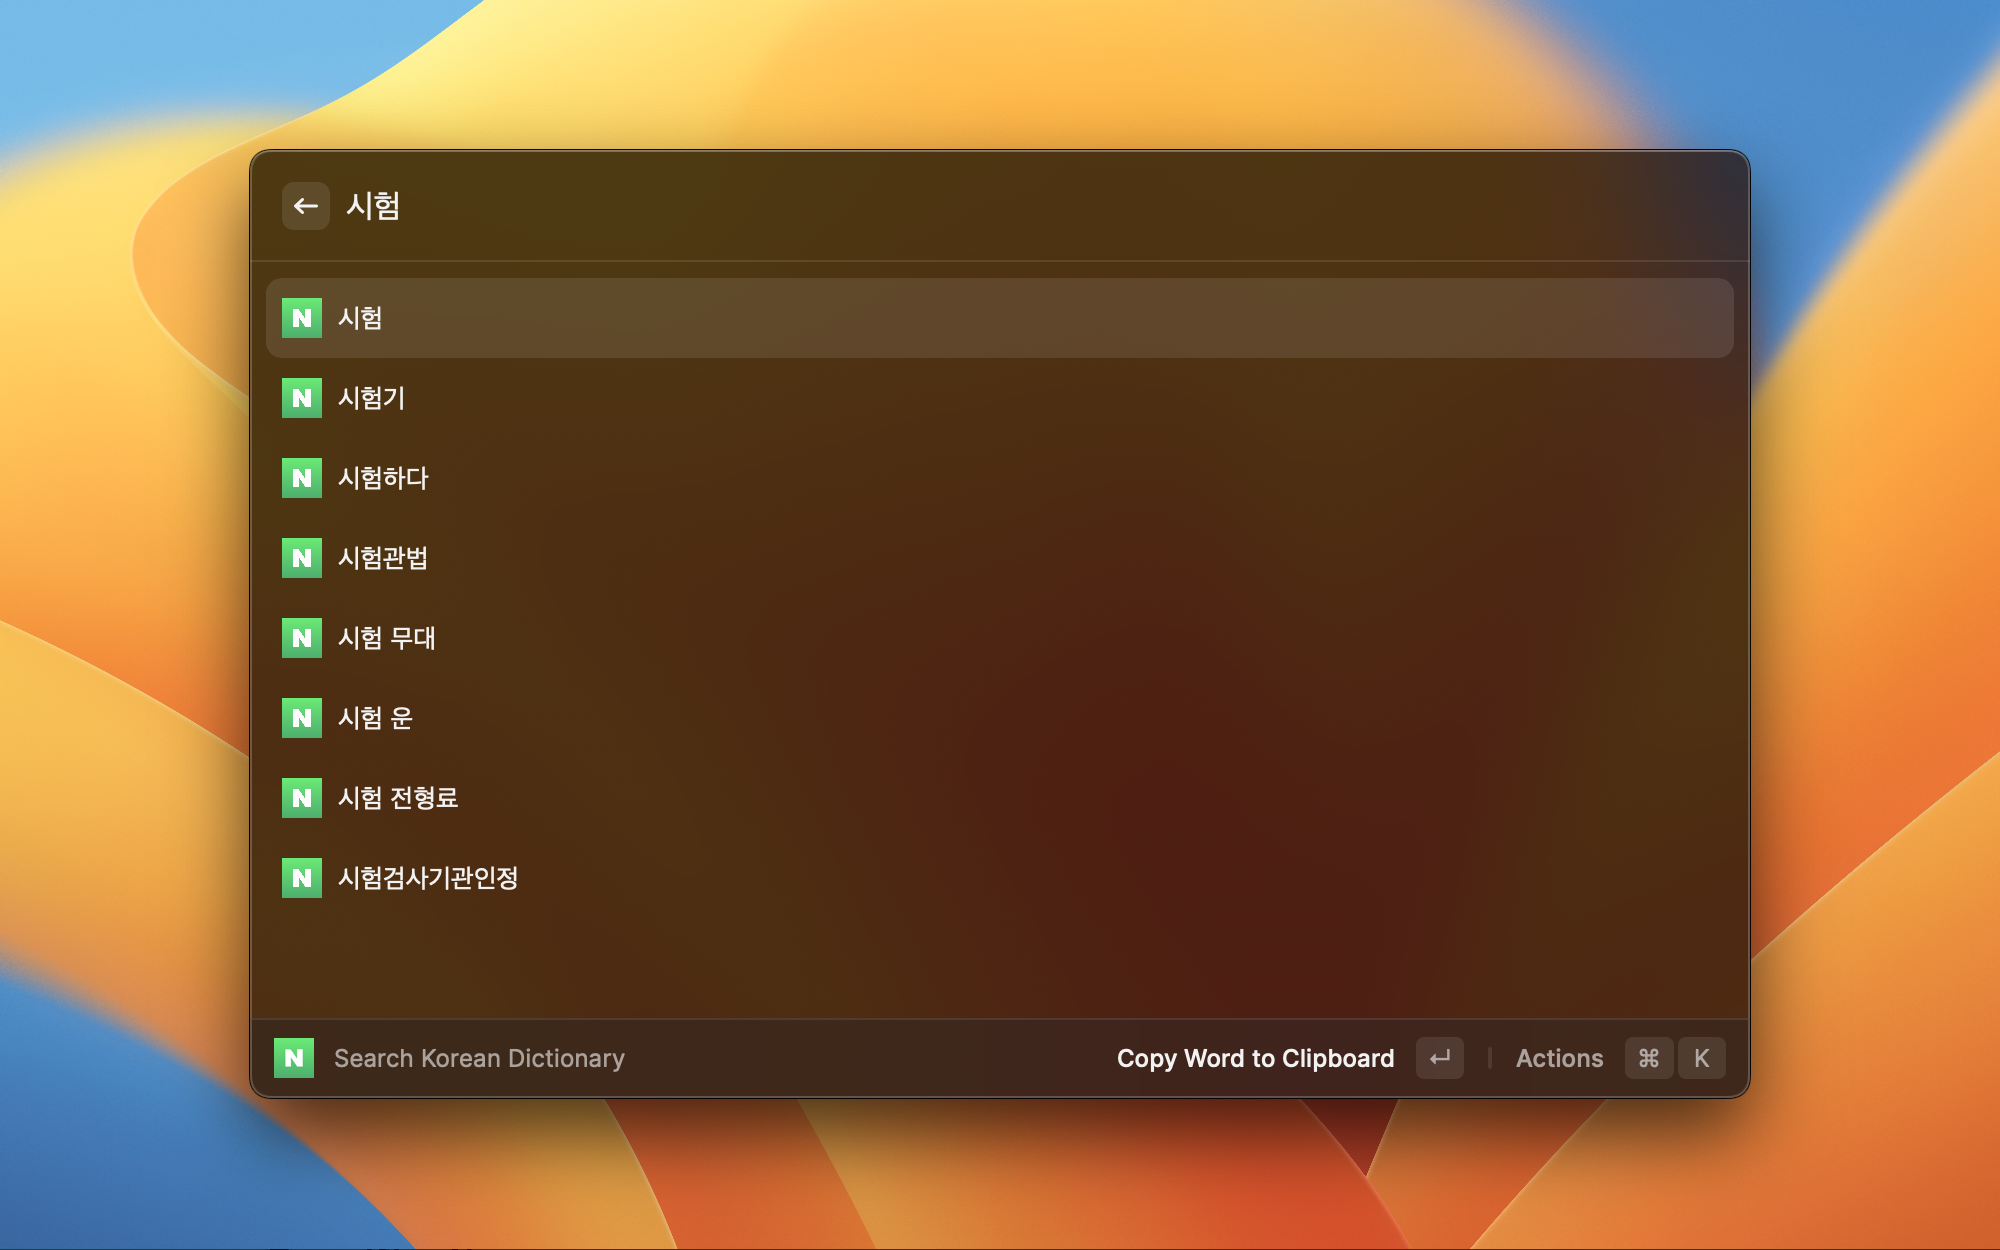 시험
N 시험
N 시험기
N 시험하다
N 시험관법
N 시험 무대
N 시험 운
N 시험 전형료
N 시험검사기관인정
N Search Korean Dictionary Copy Word to Clipboard ↵ | Actions ⌘ K